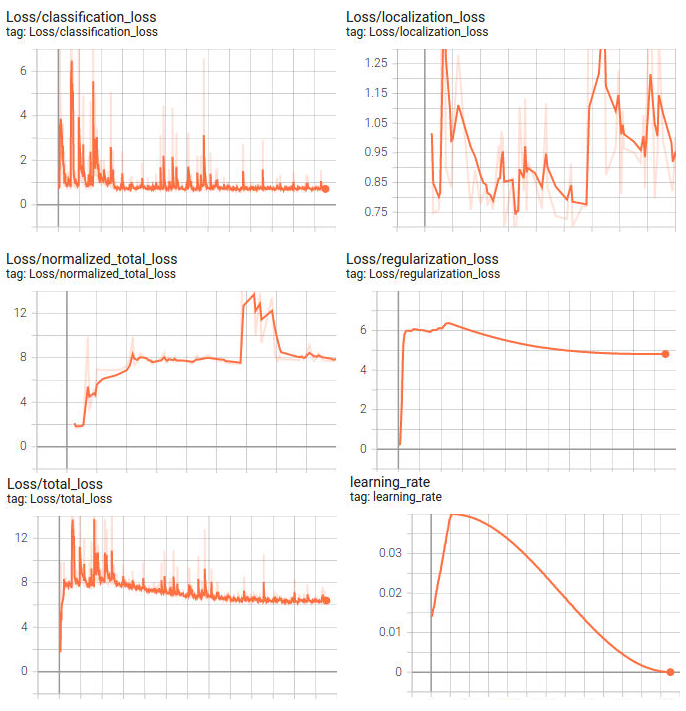 Loss/classification_loss
tag: Loss/classification_loss
6
4
2
0
Loss/localization_loss
tag: Loss/localization_loss
1.25
1.15
1.05
0.95
0.85
0.75
Loss/normalized_total_loss
tag: Loss/normalized_total_loss
12
8
4
0
Loss/regularization_loss
tag: Loss/regularization_loss
6
4
2
0
Loss/total_loss
tag: Loss/total_loss
12
8
4
0
learning_rate
tag: learning_rate
0.03
0.02
0.01
0